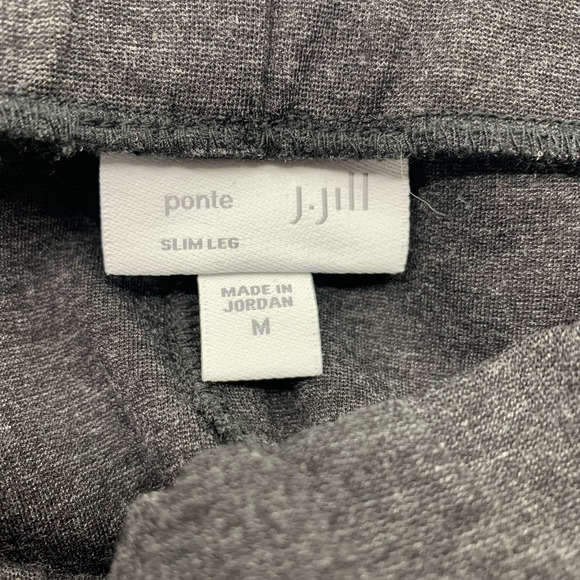 ponte J.Jill
SLIM LEG
MADE IN
JORDAN
M